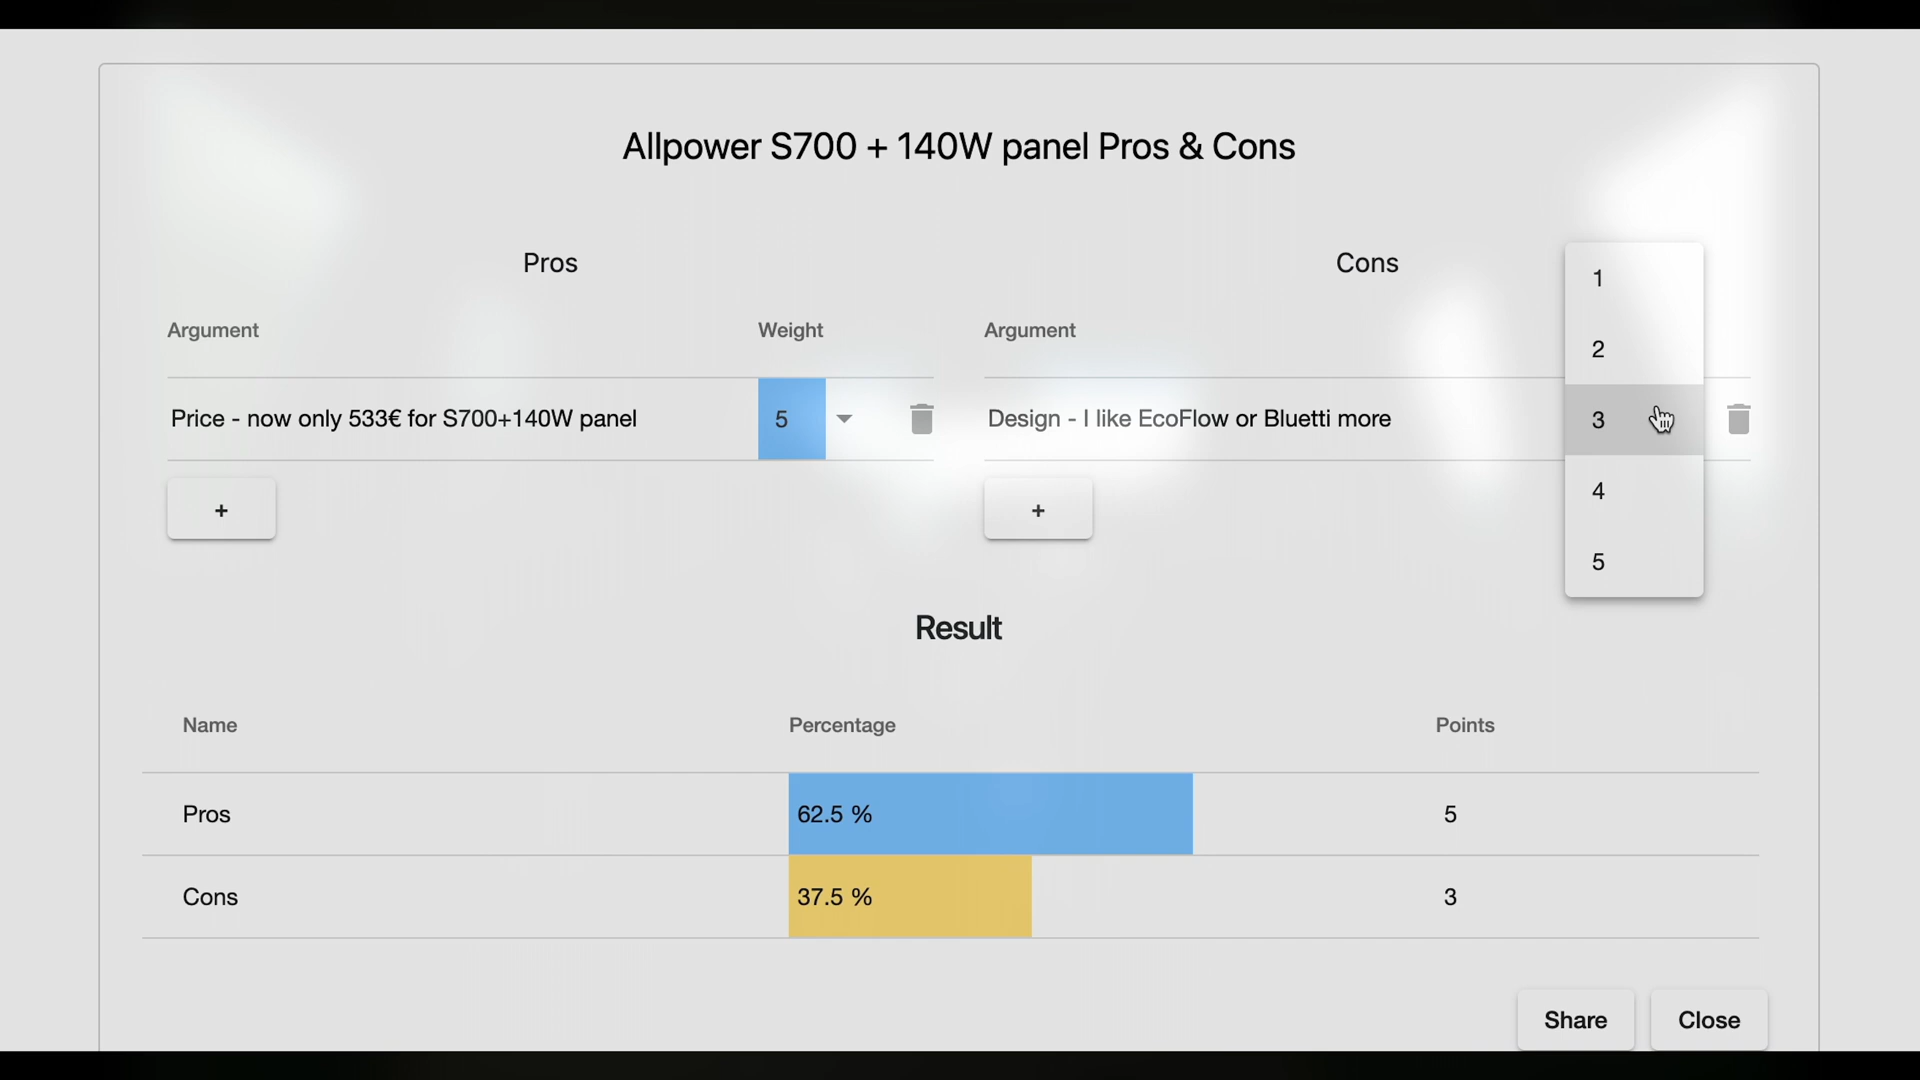 Allpower S700 + 140W panel Pros & Cons
Pros
Cons
Argument
Weight
Argument
Price - now only 533€ for S700+140W panel
5
Design - I like EcoFlow or Bluetti more
1
2
3
4
5
+
+
Result
Name
Percentage
Points
Pros
62.5 %
5
Cons
37.5 %
3
Share
Close